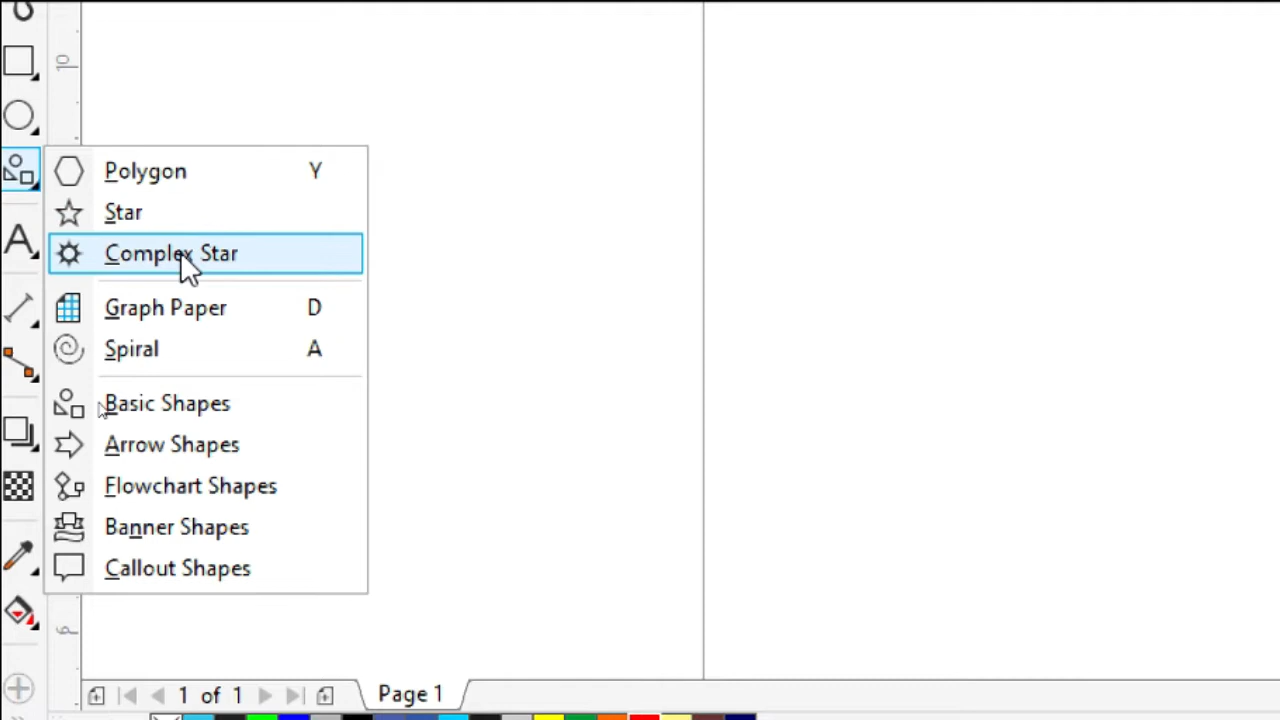 10
Polygon Y
Star
Complex Star
Graph Paper D
Spiral A
Basic Shapes
Arrow Shapes
Flowchart Shapes
Banner Shapes
Callout Shapes
1 of 1
Page 1